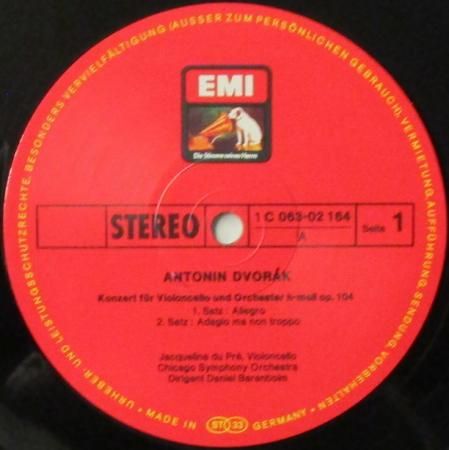 URHEBER- UND LEISTUNGSSCHUTZRECHTE, BESONDERS VERVIELFÄLTIGUNG (AUSSER ZUM PERSÖNLICHEN GEBRAUCH), VERMIETUNG, AUFFÜHRUNG, SENDUNG, VORBEHALTEN •
EMI
Die Stimme seines Herrn
STEREO
1 C 063-02 164
A
Seite 1
ANTONIN DVORÁK
Konzert für Violoncello und Orchester h-moll op. 104
1. Satz: Allegro
2. Satz: Adagio ma non troppo
Jacqueline du Pré, Violoncello
Chicago Symphony Orchestra
Dirigent Daniel Barenboim
• MADE IN ST 33 GERMANY •